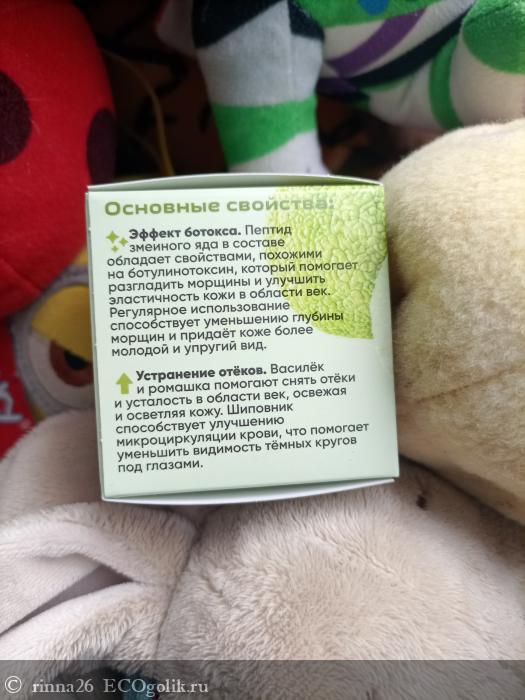 Основные свойства:
Эффект ботокса. Пептид
змеиного яда в составе
обладает свойствами, похожими
на ботулинотоксин, который помогает
разгладить морщины и улучшить
эластичность кожи в области век.
Регулярное использование
способствует уменьшению глубины
морщин и придаёт коже более
молодой и упругий вид.
Устранение отёков. Василёк
и ромашка помогают снять отёки
и усталость в области век, освежая
и осветляя кожу. Шиповник
способствует улучшению
микроциркуляции крови, что помогает
уменьшить видимость тёмных кругов
под глазами.
© rinna26 ECOgolik.ru